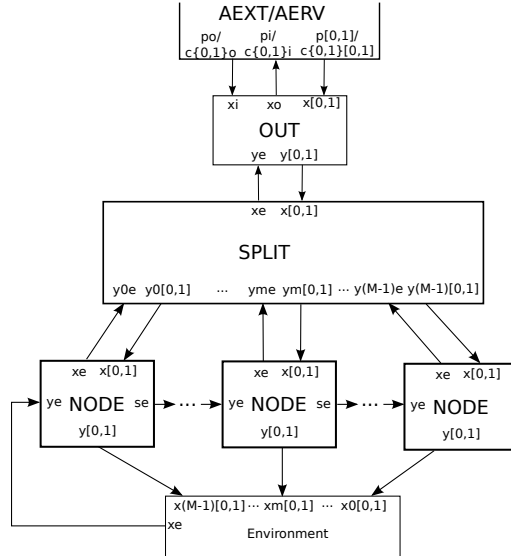 AEXT/AERV
po/ pi/ p[0,1]/
c{0,1}o c{0,1}i c{0,1}[0,1]
xi xo x[0,1]
OUT
ye y[0,1]
xe x[0,1]
SPLIT
y0e y0[0,1] ... yme ym[0,1] ... y(M-1)e y(M-1)[0,1]
xe x[0,1] xe x[0,1] xe x[0,1]
ye NODE se ... ye NODE se ... ye NODE
y[0,1] y[0,1] y[0,1]
x(M-1)[0,1] ... xm[0,1] ... x0[0,1]
xe
Environment